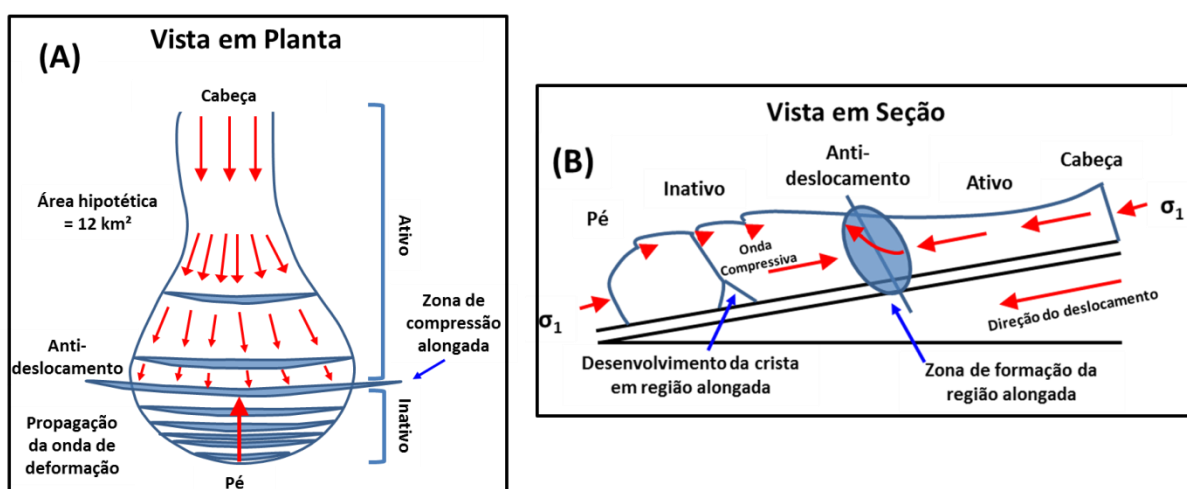 Vista em Planta
(A)
Cabeça
Área hipotética
= 12 km²
Ativo
Zona de
compressão
alongada
Anti-
deslocamento
Propagação
da onda de
deformação
Inativo
Pé
Vista em Seção
(B)
Anti-
deslocamento
Cabeça
Inativo
Ativo
Pé
σ1
Onda
Compressiva
σ1
Direção do deslocamento
Desenvolvimento da crista
em região alongada
Zona de formação da
região alongada